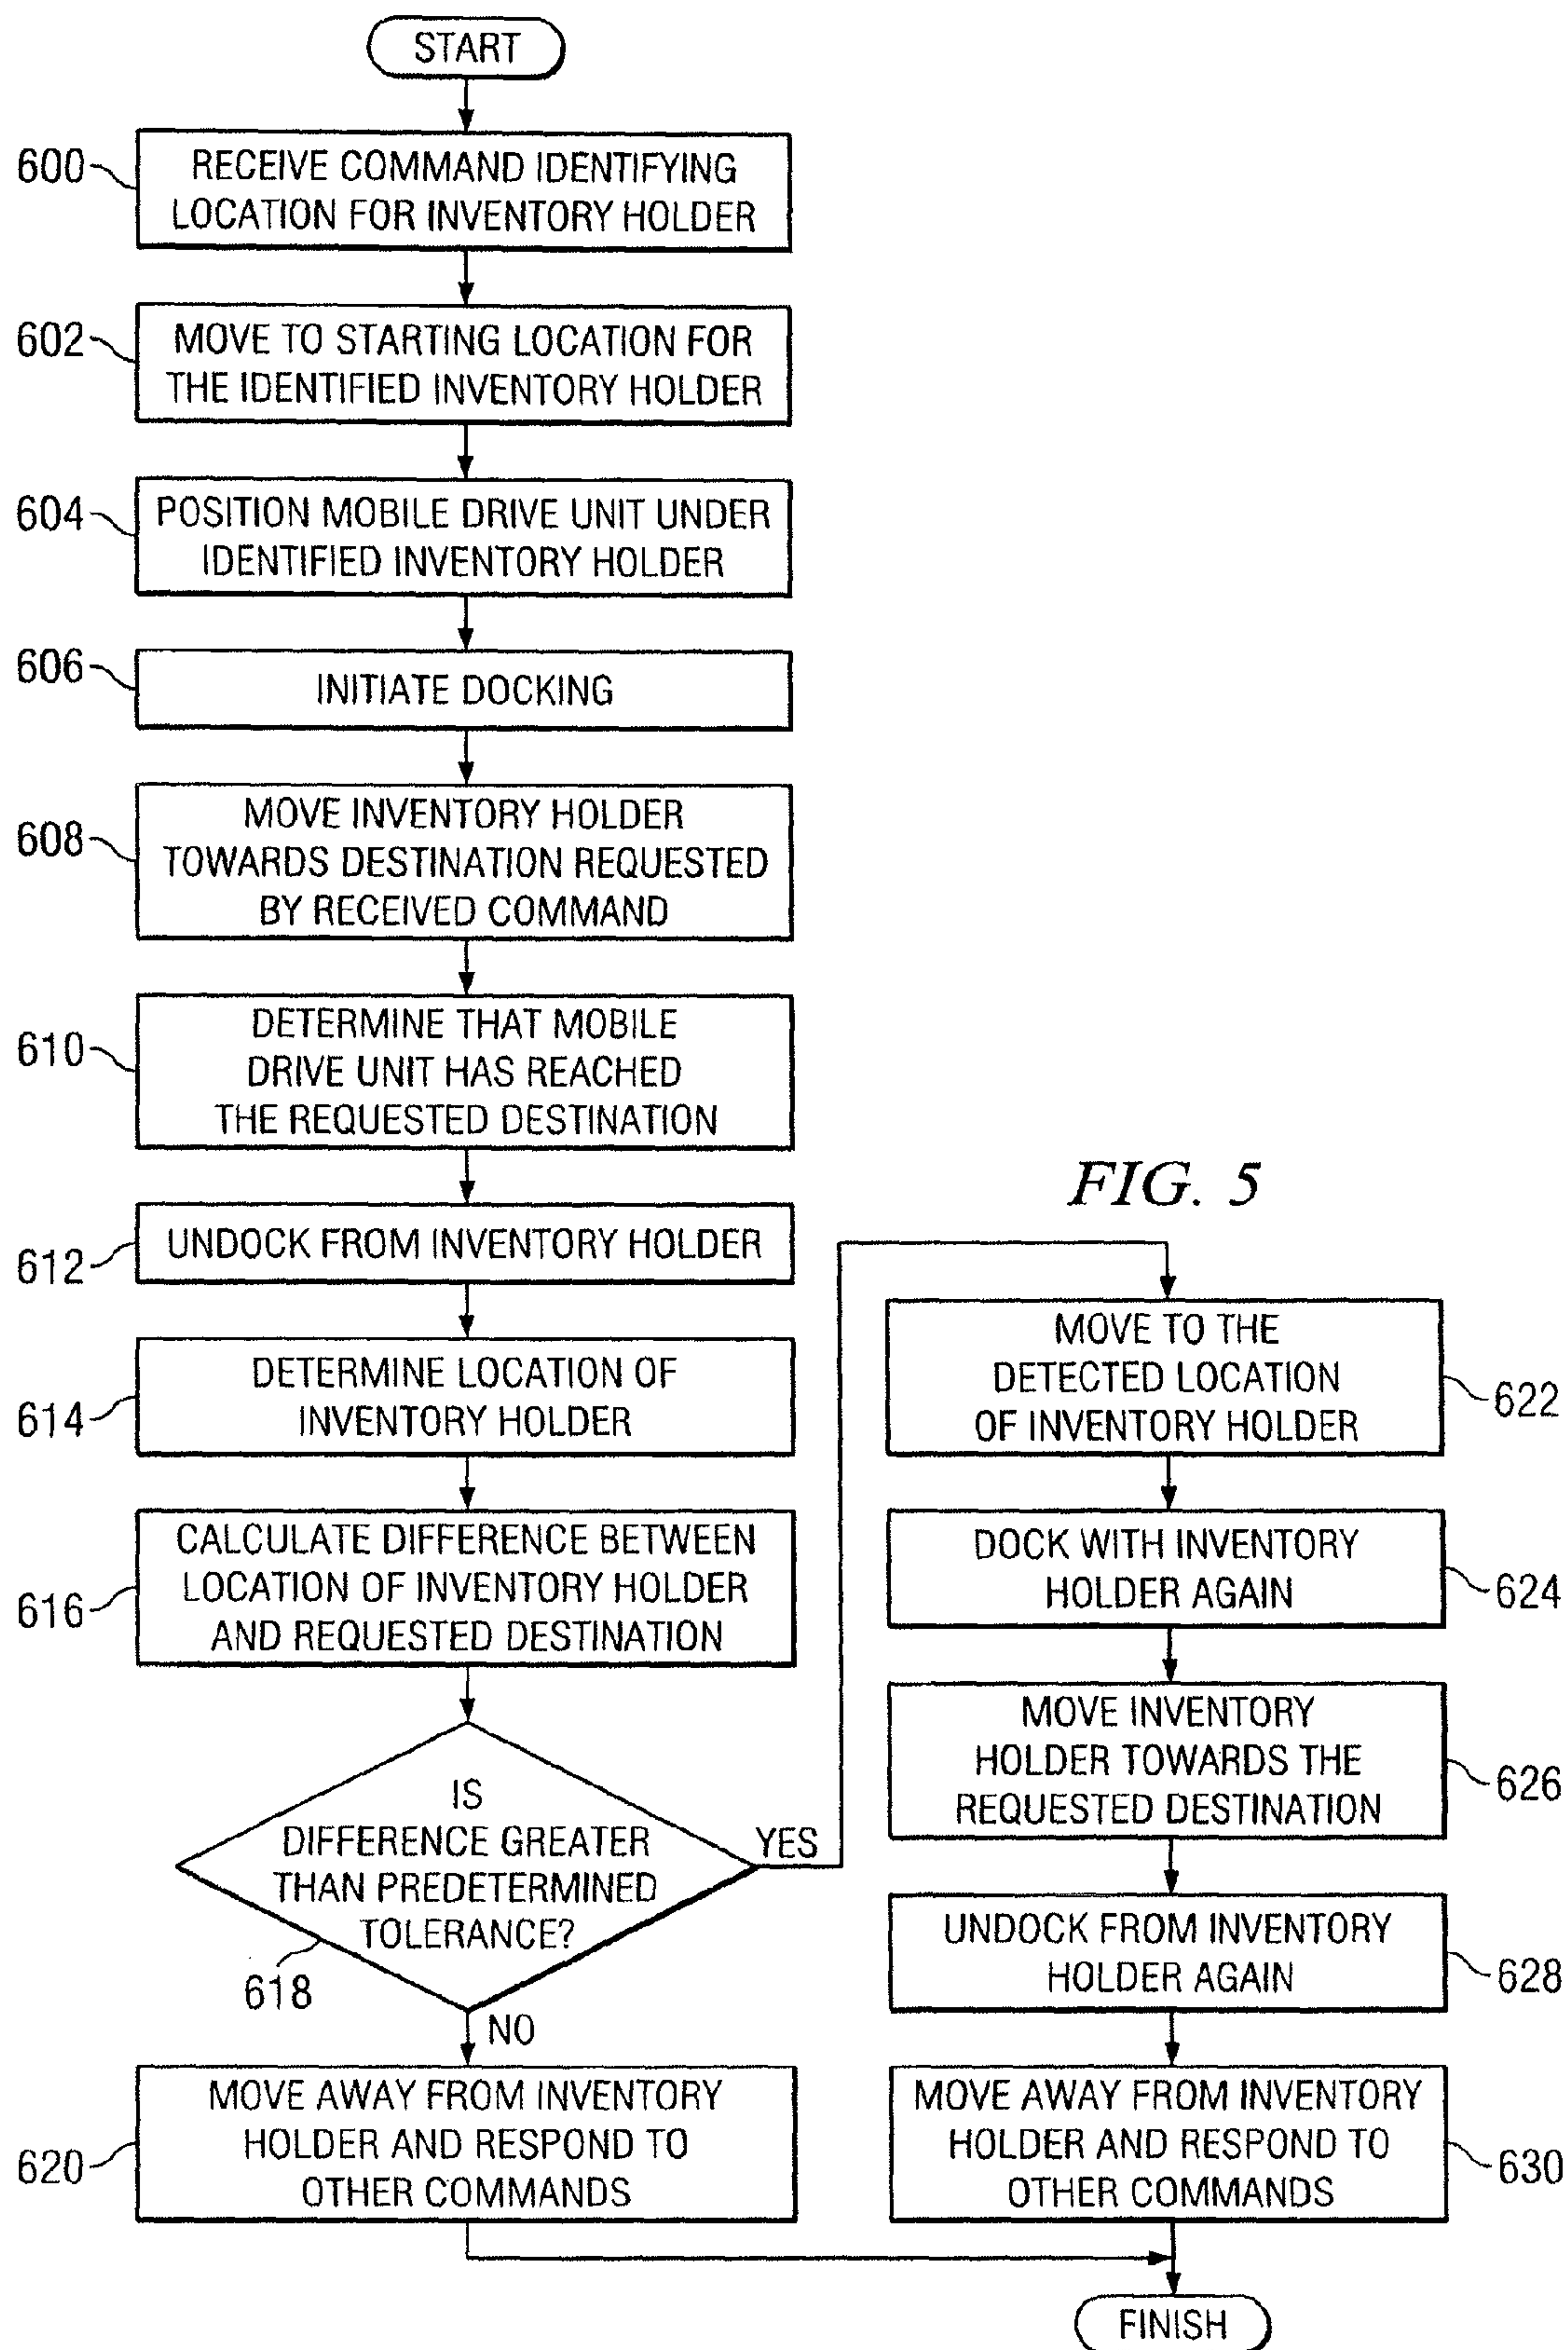 START
600
RECEIVE COMMAND IDENTIFYING
LOCATION FOR INVENTORY HOLDER
602
MOVE TO STARTING LOCATION FOR
THE IDENTIFIED INVENTORY HOLDER
604
POSITION MOBILE DRIVE UNIT UNDER
IDENTIFIED INVENTORY HOLDER
606
INITIATE DOCKING
608
MOVE INVENTORY HOLDER
TOWARDS DESTINATION REQUESTED
BY RECEIVED COMMAND
610
DETERMINE THAT MOBILE
DRIVE UNIT HAS REACHED
THE REQUESTED DESTINATION
612
UNDOCK FROM INVENTORY HOLDER
614
DETERMINE LOCATION OF
INVENTORY HOLDER
616
CALCULATE DIFFERENCE BETWEEN
LOCATION OF INVENTORY HOLDER
AND REQUESTED DESTINATION
IS
DIFFERENCE GREATER
THAN PREDETERMINED
TOLERANCE?
618
YES
NO
620
MOVE AWAY FROM INVENTORY
HOLDER AND RESPOND TO
OTHER COMMANDS
FIG. 5
MOVE TO THE
DETECTED LOCATION
OF INVENTORY HOLDER
622
DOCK WITH INVENTORY
HOLDER AGAIN
624
MOVE INVENTORY
HOLDER TOWARDS THE
REQUESTED DESTINATION
626
UNDOCK FROM INVENTORY
HOLDER AGAIN
628
MOVE AWAY FROM INVENTORY
HOLDER AND RESPOND TO
OTHER COMMANDS
630
FINISH